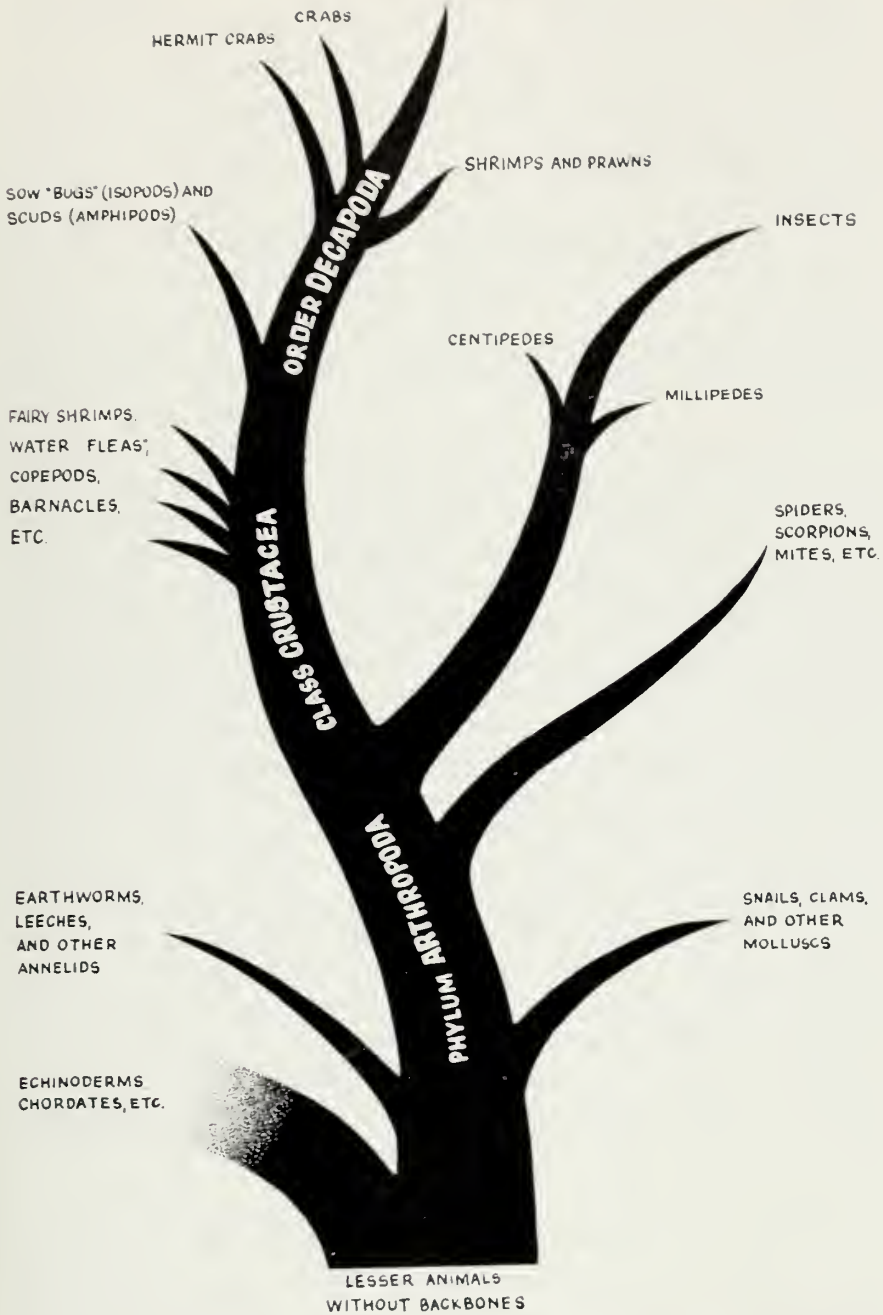 CRABS
HERMIT CRABS
SHRIMPS AND PRAWNS
SOW "BUGS" (ISOPODS) AND
SCUDS (AMPHIPODS)
INSECTS
ORDER DECAPODA
CENTIPEDES
MILLIPEDES
FAIRY SHRIMPS.
WATER FLEAS",
COPEPODS,
BARNACLES,
ETC.
SPIDERS,
SCORPIONS,
MITES, ETC.
CLASS CRUSTACEA
PHYLUM ARTHROPODA
EARTHWORMS,
LEECHES,
AND OTHER
ANNELIDS
SNAILS, CLAMS,
AND OTHER
MOLLUSCS
ECHINODERMS
CHORDATES, ETC.
LESSER ANIMALS
WITHOUT BACKBONES